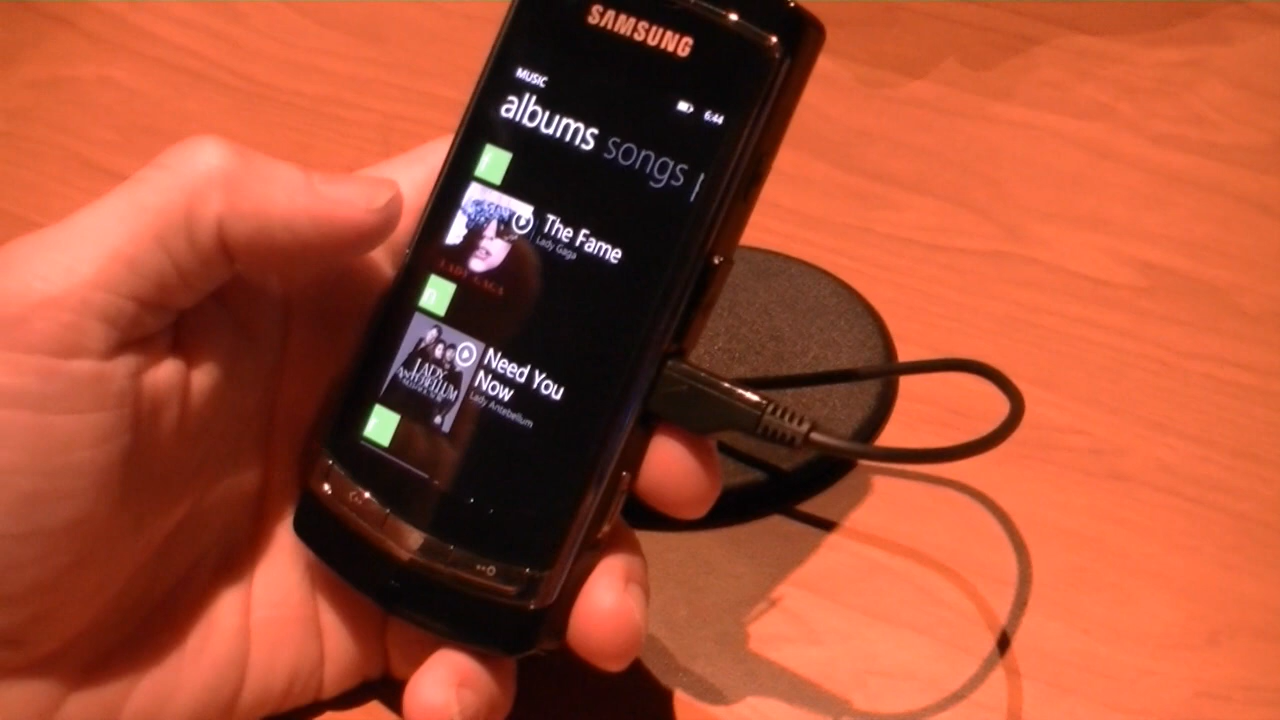 SAMSUNG
MUSIC
6:44
albums songs
f
The Fame
Lady Gaga
LADY GAGA
n
Need You
Now
Lady Antebellum
LADY
ANTEBELLUM
r